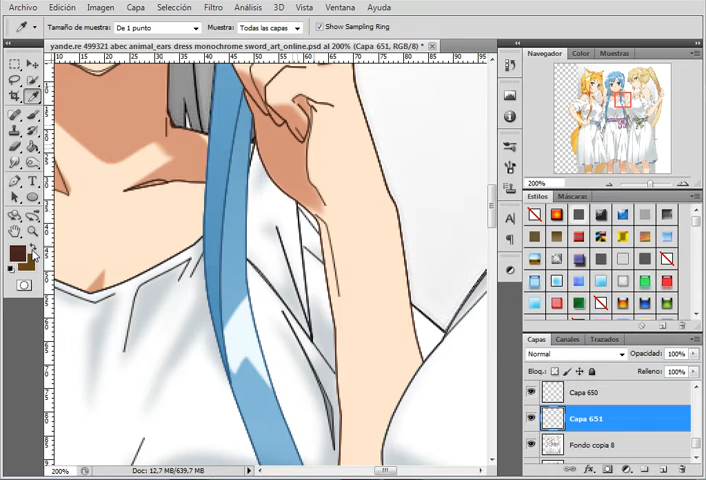 Archivo Edición Imagen Capa Selección Filtro Análisis 3D Vista Ventana Ayuda
Tamaño de muestra: De 1 punto Muestra: Todas las capas Show Sampling Ring
yande.re 499321 abec animal_ears dress monochrome sword_art_online.psd al 200% (Capa 651, RGB/8) *
Navegador Color Muestras
200%
Estilos Máscaras
Capas Canales Trazados
Normal Opacidad: 100%
Bloq.: Relleno: 100%
Capa 650
Capa 651
Fondo copia 8
200% Doc: 12,7 MB/639,7 MB